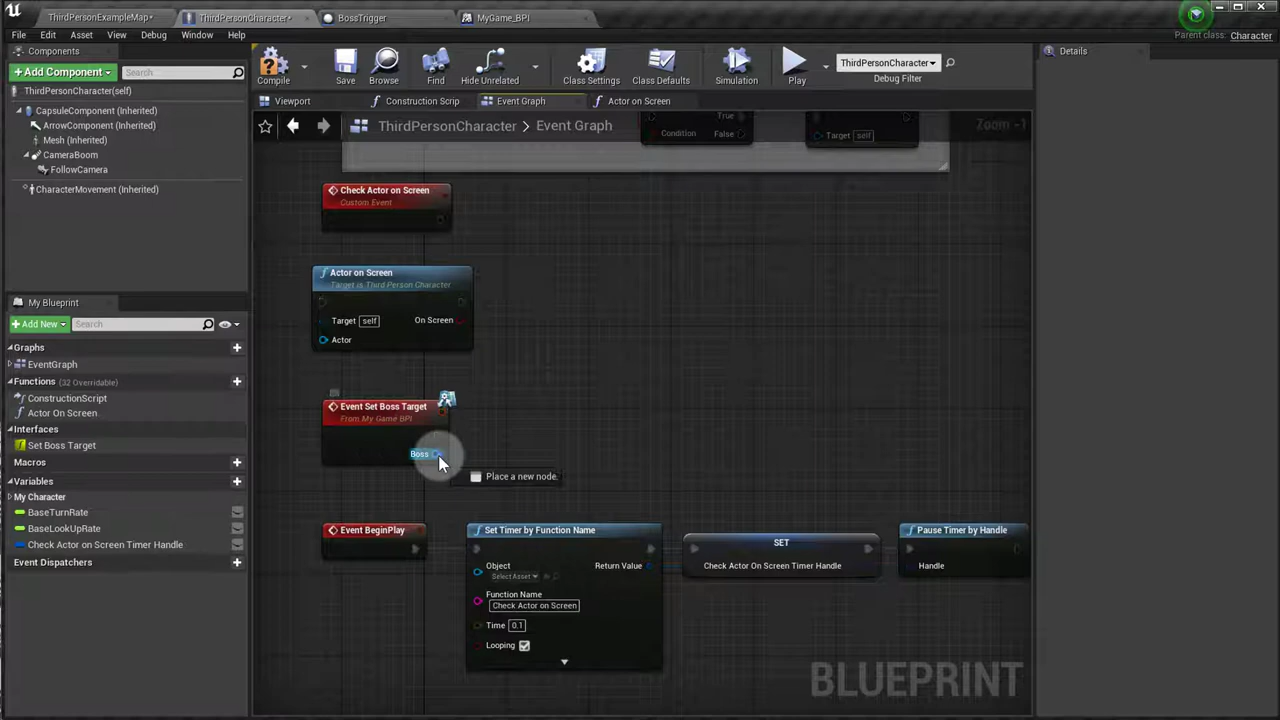 ThirdPersonExampleMap*
ThirdPersonCharacter*
BossTrigger
MyGame_BPI
File Edit Asset View Debug Window Help
Parent class: Character
Components
+ Add Component
Search
ThirdPersonCharacter(self)
CapsuleComponent (Inherited)
ArrowComponent (Inherited)
Mesh (Inherited)
CameraBoom
FollowCamera
CharacterMovement (Inherited)
My Blueprint
+ Add New
Search
Graphs
EventGraph
Functions (32 Overridable)
ConstructionScript
Actor On Screen
Interfaces
Set Boss Target
Macros
Variables
My Character
BaseTurnRate
BaseLookUpRate
Check Actor on Screen Timer Handle
Event Dispatchers
Compile
Save
Browse
Find
Hide Unrelated
Class Settings
Class Defaults
Simulation
Play
ThirdPersonCharacter
Debug Filter
Viewport
Construction Scrip
Event Graph
Actor on Screen
ThirdPersonCharacter > Event Graph
Zoom -1
True
Condition False
Target self
Check Actor on Screen
Custom Event
Actor on Screen
Target is Third Person Character
Target self On Screen
Actor
Event Set Boss Target
From My Game BPI
Boss
Place a new node.
Event BeginPlay
Set Timer by Function Name
Object Return Value
Select Asset
Function Name
Check Actor on Screen
Time 0.1
Looping
SET
Check Actor On Screen Timer Handle
Pause Timer by Handle
Handle
BLUEPRINT
Details